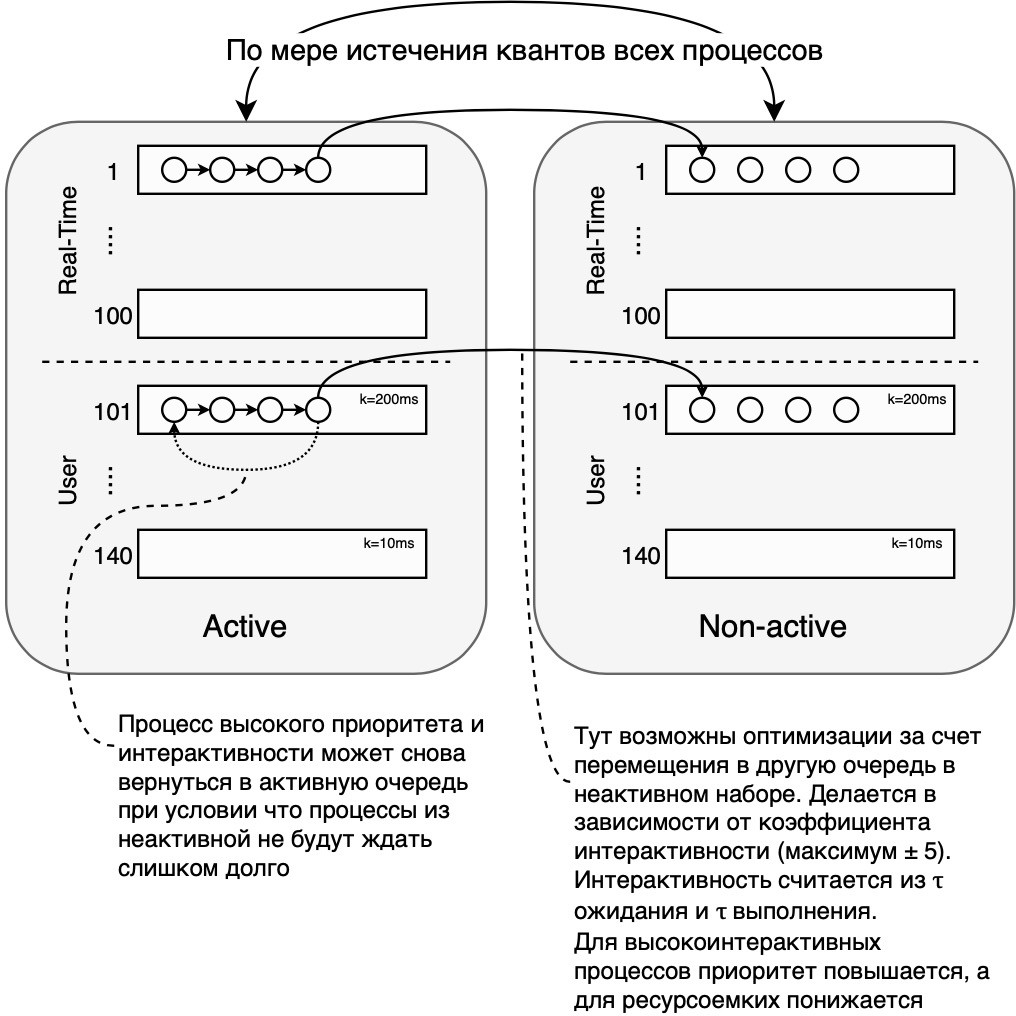 По мере истечения квантов всех процессов
Real-Time
1
100
User
101
k=200ms
140
k=10ms
Active
Real-Time
1
100
User
101
k=200ms
140
k=10ms
Non-active
Процесс высокого приоритета и
интерактивности может снова
вернуться в активную очередь
при условии что процессы из
неактивной не будут ждать
слишком долго
Тут возможны оптимизации за счет
перемещения в другую очередь в
неактивном наборе. Делается в
зависимости от коэффициента
интерактивности (максимум ± 5).
Интерактивность считается из τ
ожидания и τ выполнения.
Для высокоинтерактивных
процессов приоритет повышается, а
для ресурсоемких понижается